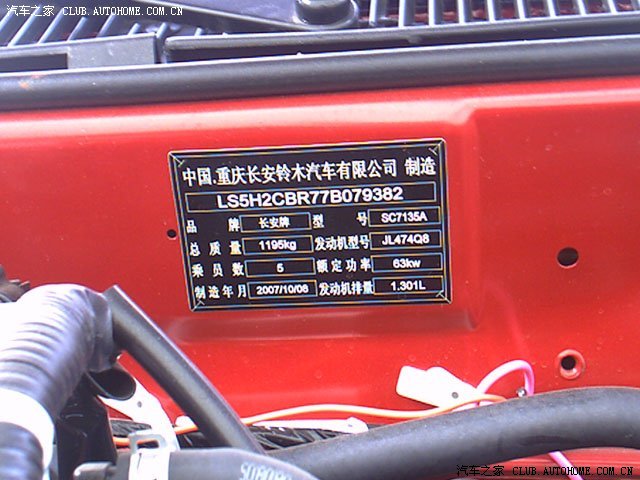 汽车之家 CLUB.AUTOHOME.COM.CN
中国.重庆长安铃木汽车有限公司 制造
LS5H2CBR77B079382
品牌 长安牌 型号 SC7135A
总质量 1195kg 发动机型号 JL474Q8
乘员数 5 额定功率 63kw
制造年月 2007/10/06 发动机排量 1.301L
汽车之家 CLUB.AUTOHOME.COM.CN